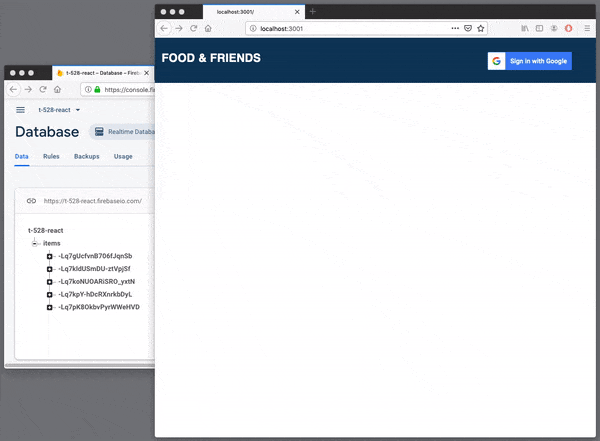 localhost:3001/
localhost:3001
FOOD & FRIENDS
Sign in with Google
t-528-react – Database – Fireb
https://console.fi
t-528-react
Database
Realtime Databa
Data Rules Backups Usage
https://t-528-react.firebaseio.com/
t-528-react
items
-Lq7gUcfvnB706fJqnSb
-Lq7kldUSmDU-ztVpjSf
-Lq7koNUOARiSRO_yxtN
-Lq7kpY-hDcRXnrkbDyL
-Lq7pK8OkbvPyrWWeHVD